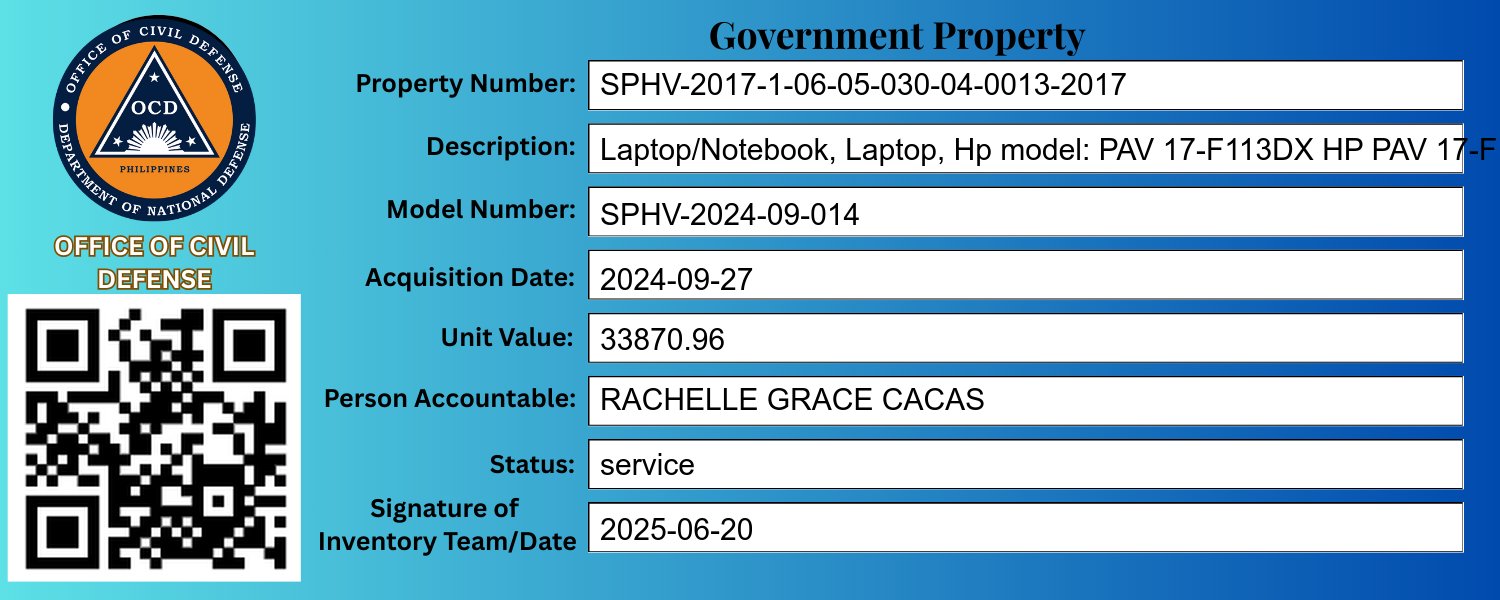 Government Property
OFFICE OF CIVIL DEFENSE
OCD
PHILIPPINES
DEPARTMENT OF NATIONAL DEFENSE
OFFICE OF CIVIL
DEFENSE
Property Number: SPHV-2017-1-06-05-030-04-0013-2017
Description: Laptop/Notebook, Laptop, Hp model: PAV 17-F113DX HP PAV 17-F
Model Number: SPHV-2024-09-014
Acquisition Date: 2024-09-27
Unit Value: 33870.96
Person Accountable: RACHELLE GRACE CACAS
Status: service
Signature of
Inventory Team/Date 2025-06-20